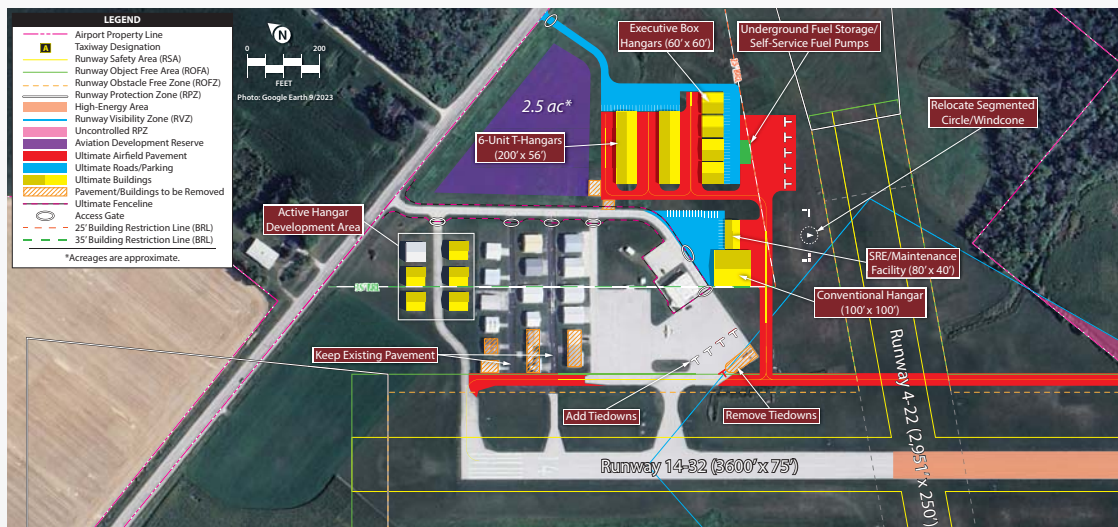 LEGEND
Airport Property Line
A
Taxiway Designation
Runway Safety Area (RSA)
Runway Object Free Area (ROFA)
Runway Obstacle Free Zone (ROFZ)
Runway Protection Zone (RPZ)
High-Energy Area
Runway Visibility Zone (RVZ)
Uncontrolled RPZ
Aviation Development Reserve
Ultimate Airfield Pavement
Ultimate Roads/Parking
Ultimate Buildings
Pavement/Buildings to be Removed
Ultimate Fenceline
Access Gate
25' Building Restriction Line (BRL)
35' Building Restriction Line (BRL)
*Acreages are approximate.
N
0 200
FEET
Photo: Google Earth 9/2023
2.5 ac*
Executive Box
Hangars (60' x 60')
Underground Fuel Storage/
Self-Service Fuel Pumps
Relocate Segmented
Circle/Windcone
6-Unit T-Hangars
(200' x 56')
Active Hangar
Development Area
SRE/Maintenance
Facility (80' x 40')
Conventional Hangar
(100' x 100')
Keep Existing Pavement
Add Tiedowns
Remove Tiedowns
Runway 14-32 (3600' x 75')
Runway 4-22 (2,951' x 250')
14